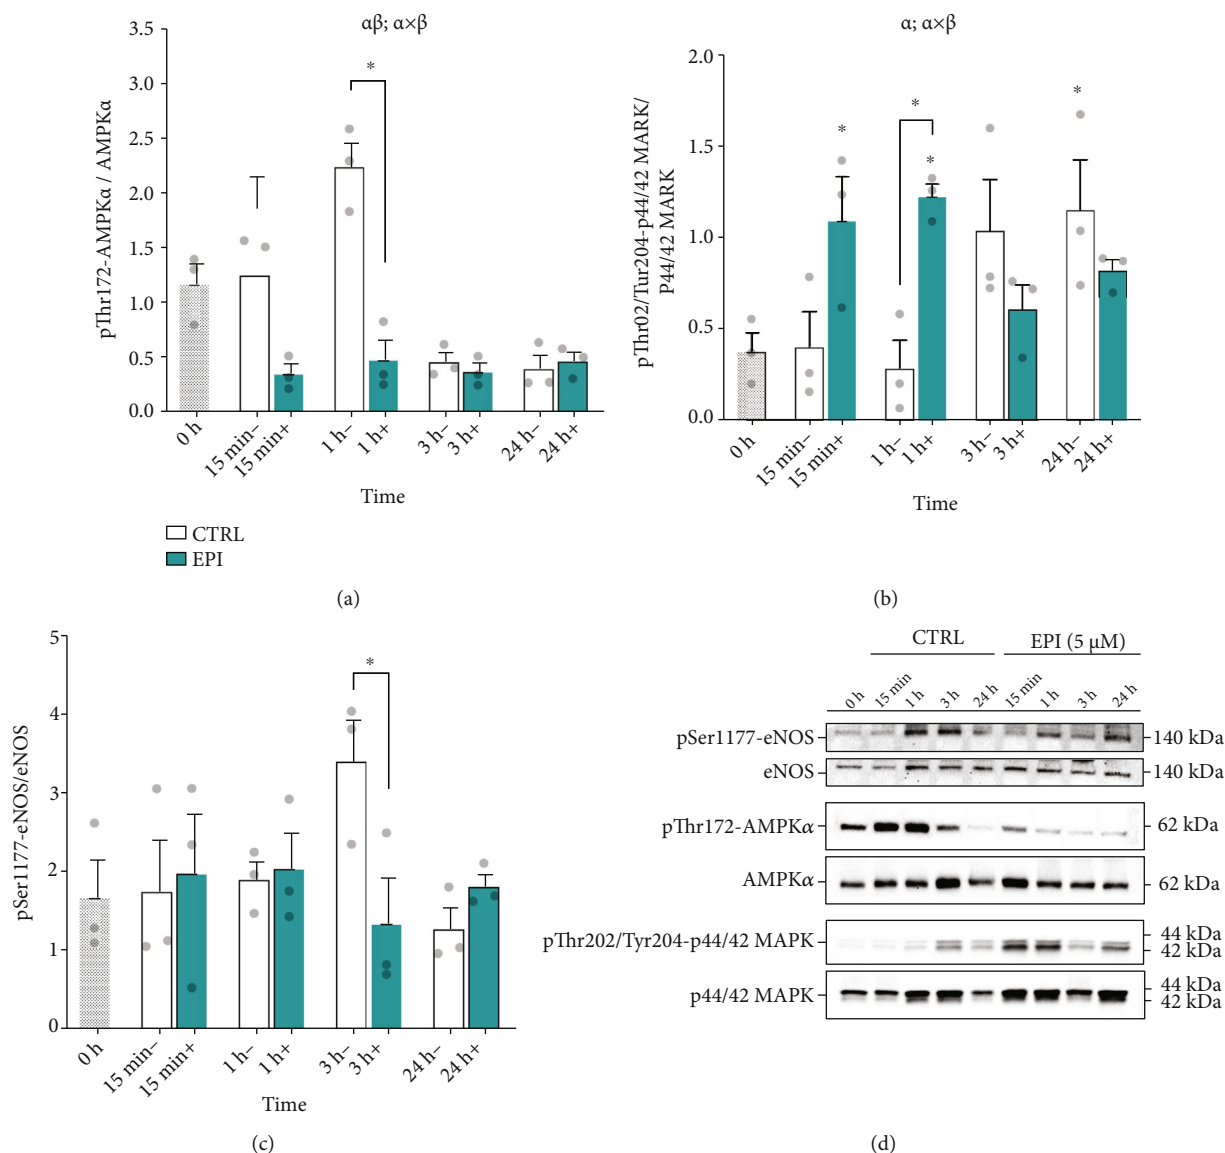 αβ; α×β
pThr172-AMPKα / AMPKα
3.5
3.0
2.5
2.0
1.5
1.0
0.5
0.0
*
0 h
15 min−
15 min+
1 h−
1 h+
3 h−
3 h+
24 h−
24 h+
Time
CTRL
EPI
(a)
α; α×β
pThr02/Tur204-p44/42 MARK/
P44/42 MARK
2.0
1.5
1.0
0.5
0.0
*
*
*
*
0 h
15 min−
15 min+
1 h−
1 h+
3 h−
3 h+
24 h−
24 h+
Time
(b)
pSer1177-eNOS/eNOS
5
4
3
2
1
0
*
0 h
15 min−
15 min+
1 h−
1 h+
3 h−
3 h+
24 h−
24 h+
Time
(c)
CTRL EPI (5 µM)
0 h 15 min 1 h 3 h 24 h 15 min 1 h 3 h 24 h
pSer1177-eNOS 140 kDa
eNOS 140 kDa
pThr172-AMPKα 62 kDa
AMPKα 62 kDa
pThr202/Tyr204-p44/42 MAPK 44 kDa
42 kDa
p44/42 MAPK 44 kDa
42 kDa
(d)